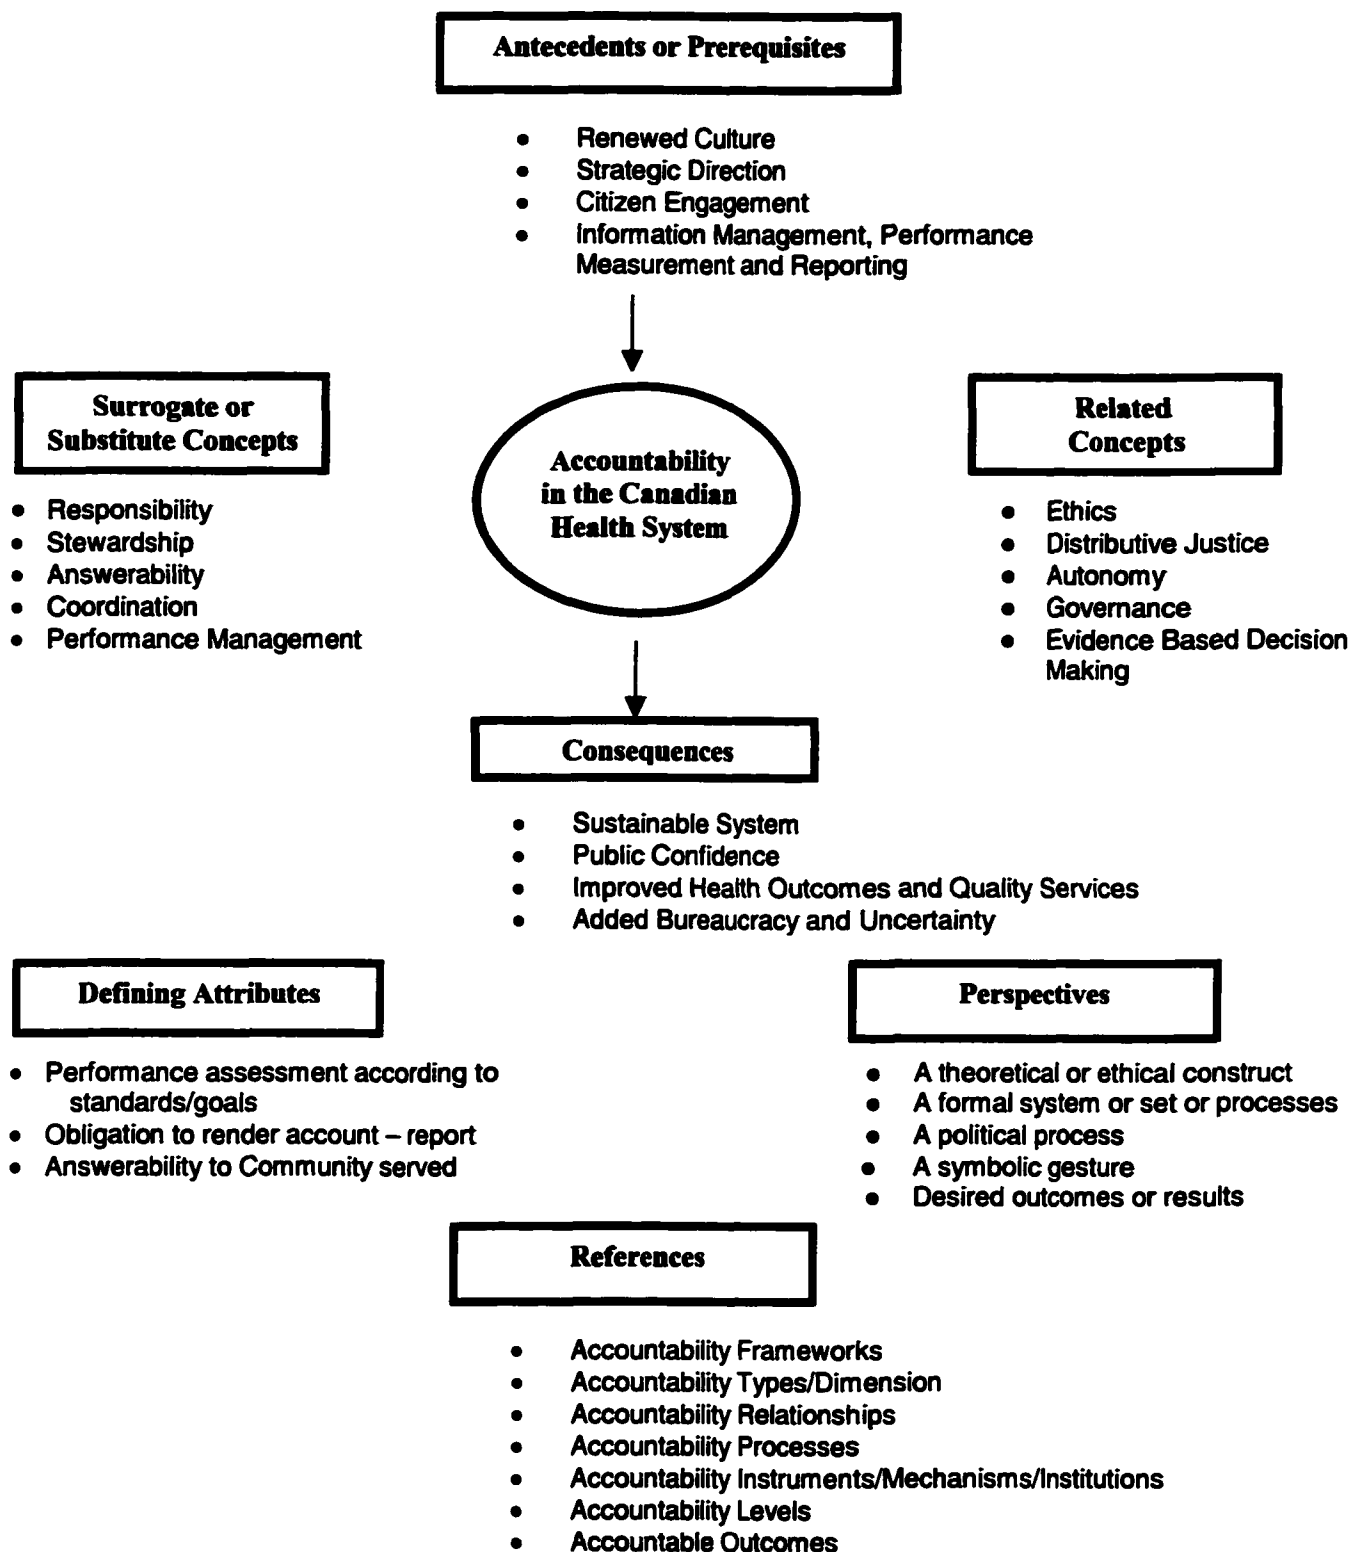 Antecedents or Prerequisites
• Renewed Culture
• Strategic Direction
• Citizen Engagement
• Information Management, Performance
Measurement and Reporting
Surrogate or
Substitute Concepts
• Responsibility
• Stewardship
• Answerability
• Coordination
• Performance Management
Accountability
in the Canadian
Health System
Related
Concepts
• Ethics
• Distributive Justice
• Autonomy
• Governance
• Evidence Based Decision
Making
Consequences
• Sustainable System
• Public Confidence
• Improved Health Outcomes and Quality Services
• Added Bureaucracy and Uncertainty
Defining Attributes
• Performance assessment according to
standards/goals
• Obligation to render account – report
• Answerability to Community served
Perspectives
• A theoretical or ethical construct
• A formal system or set or processes
• A political process
• A symbolic gesture
• Desired outcomes or results
References
• Accountability Frameworks
• Accountability Types/Dimension
• Accountability Relationships
• Accountability Processes
• Accountability Instruments/Mechanisms/Institutions
• Accountability Levels
• Accountable Outcomes